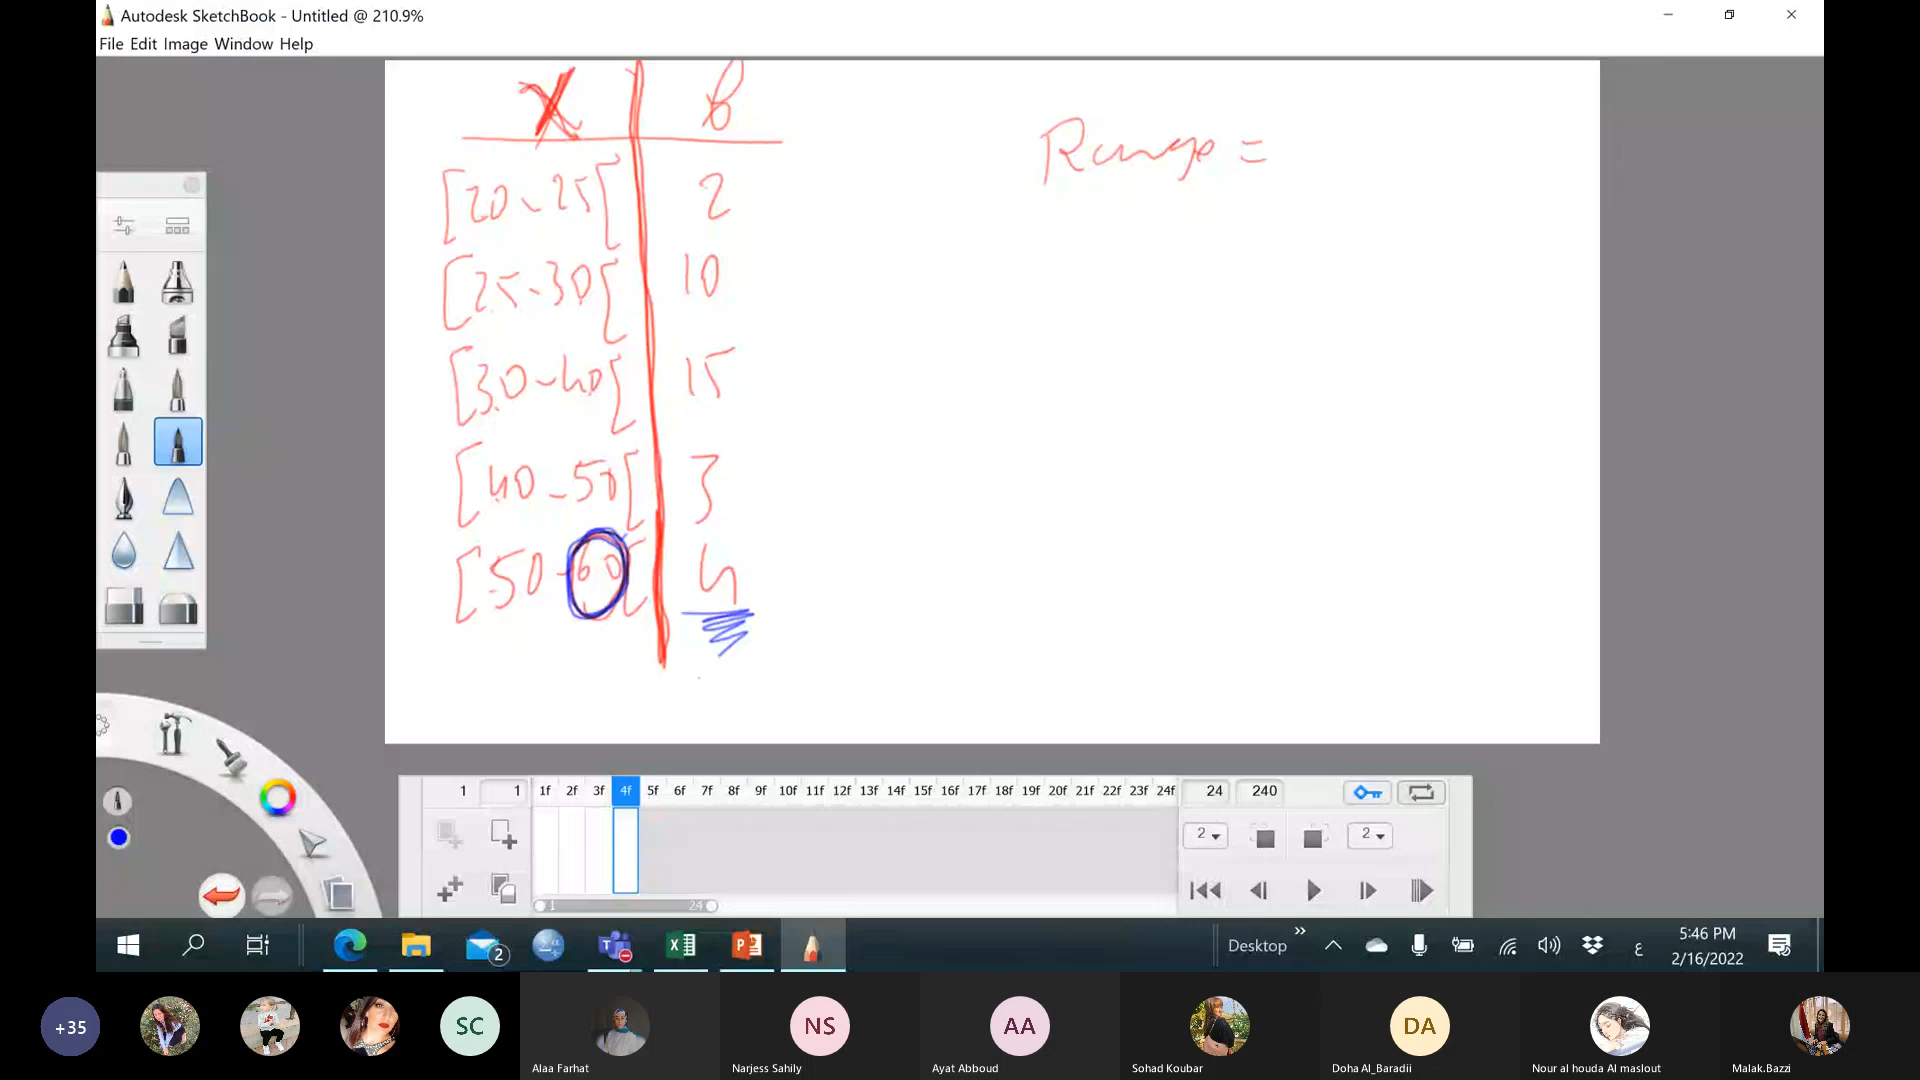 Autodesk SketchBook - Untitled @ 210.9%
File Edit Image Window Help
X f
[20-25[ 2
[25-30[ 10
[30-40[ 15
[40-50[ 3
[50-60[ 4
Range =
1 1 1f 2f 3f 4f 5f 6f 7f 8f 9f 10f 11f 12f 13f 14f 15f 16f 17f 18f 19f 20f 21f 22f 23f 24f 24 240
2 2
1 24
2
Desktop
ع
5:46 PM
2/16/2022
+35 SC NS AA DA
Alaa Farhat Narjess Sahily Ayat Abboud Sohad Koubar Doha Al_Baradii Nour al houda Al maslout Malak.Bazzi